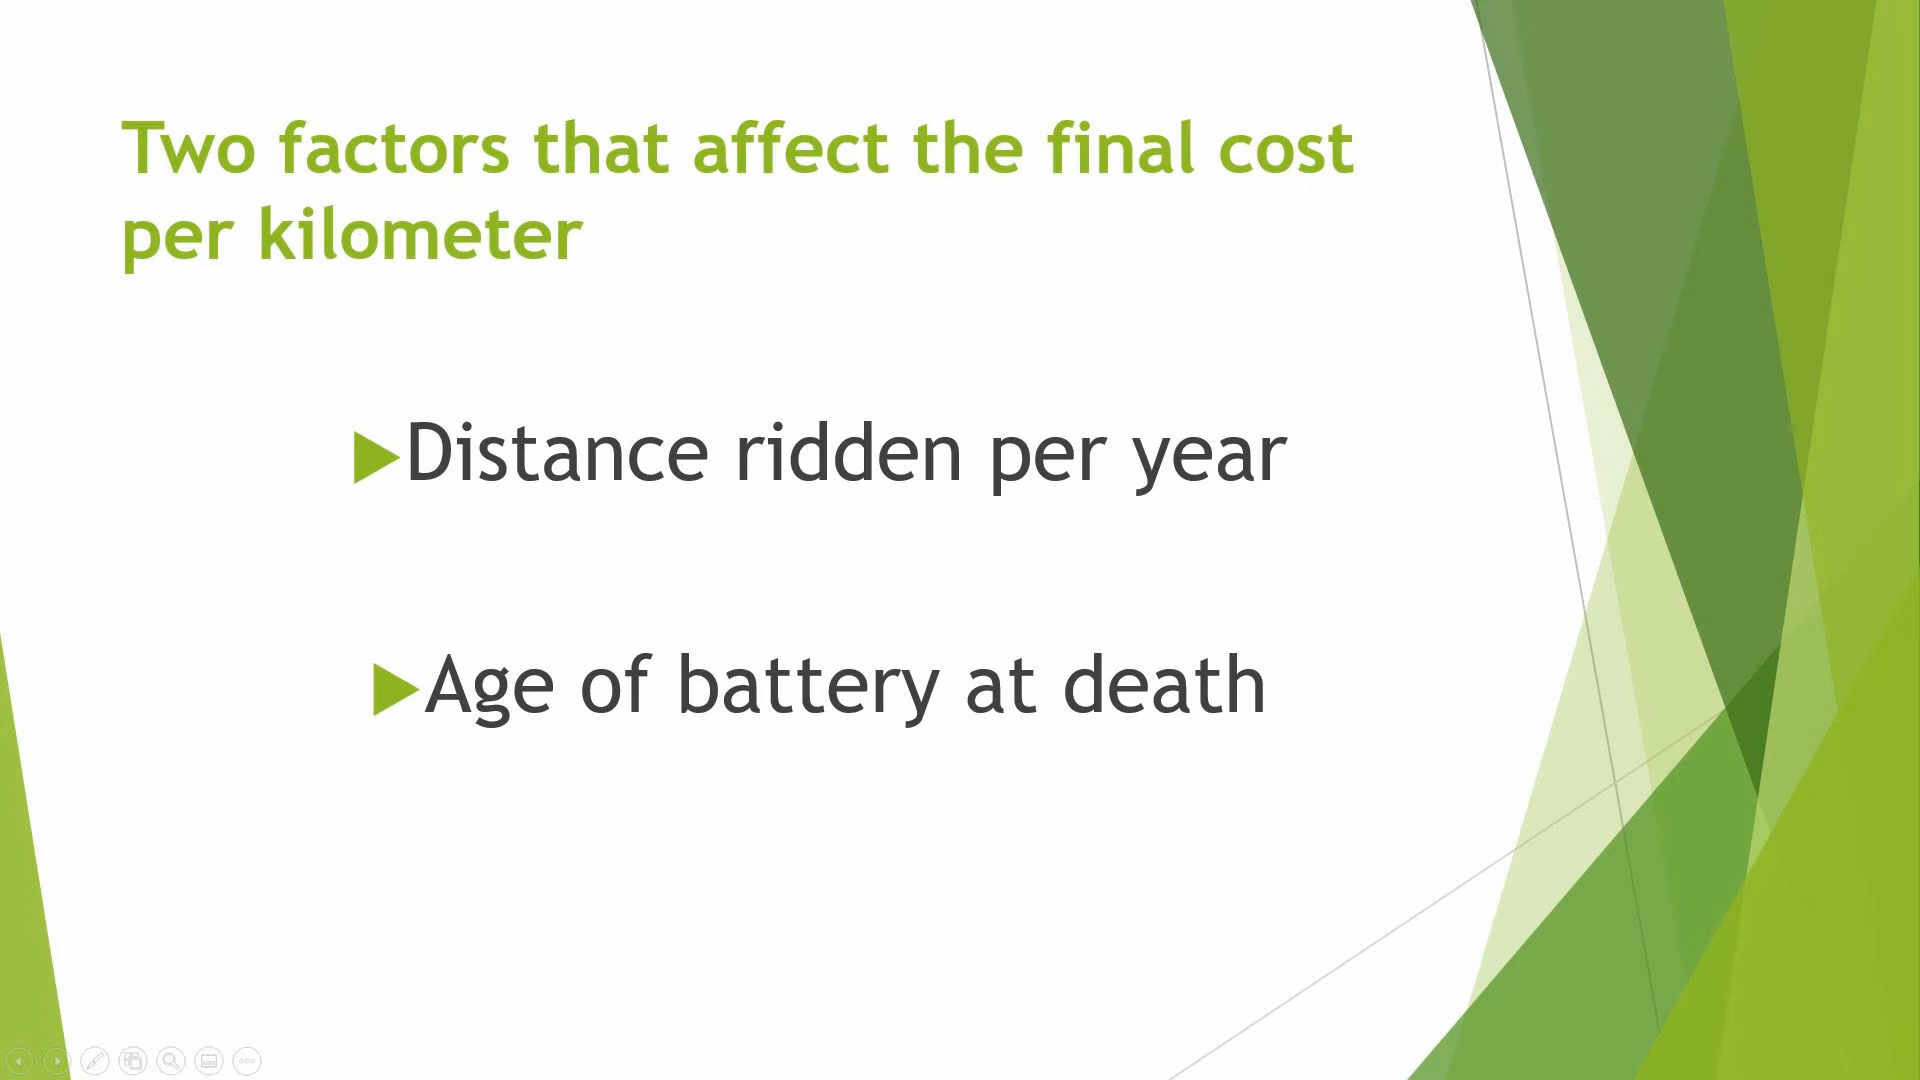 Two factors that affect the final cost
per kilometer
Distance ridden per year
Age of battery at death